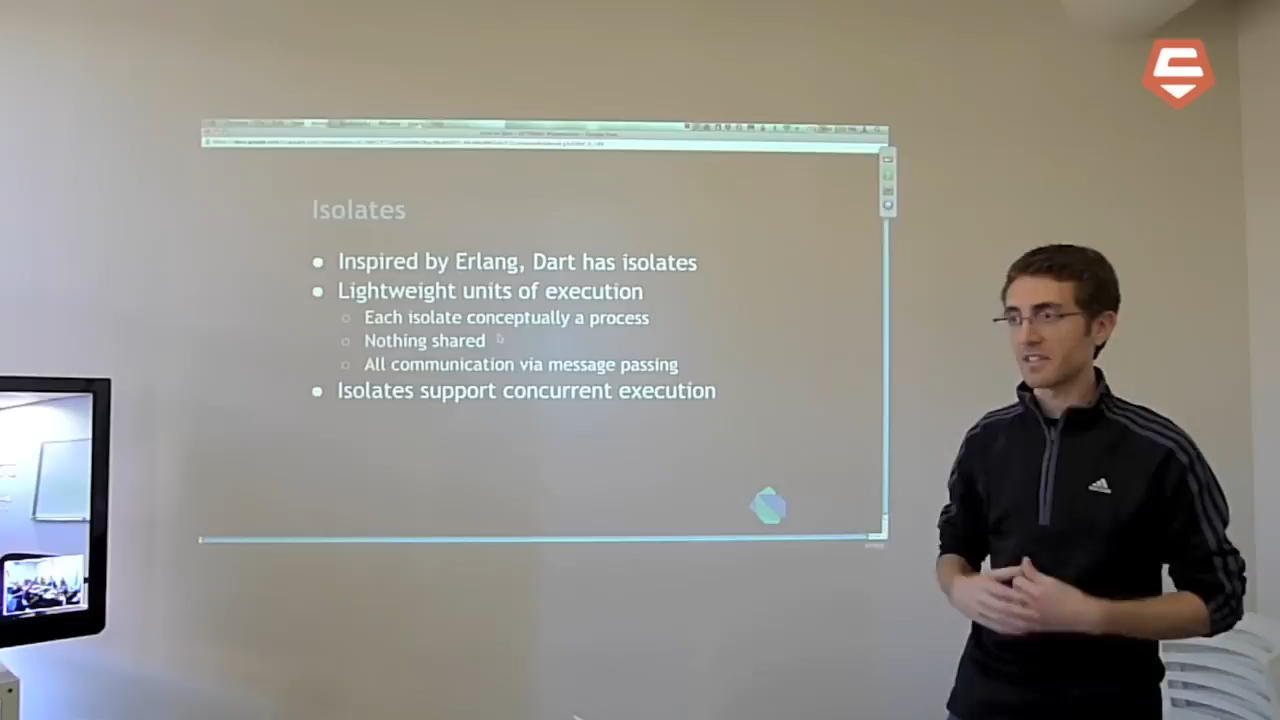 Isolates
● Inspired by Erlang, Dart has isolates
● Lightweight units of execution
○ Each isolate conceptually a process
○ Nothing shared
○ All communication via message passing
● Isolates support concurrent execution